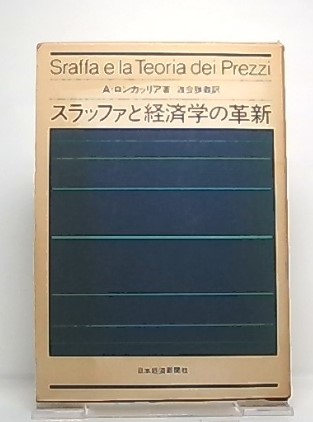 Sraffa e la Teoria dei Prezzi
A・ロンカッリア著 渡会勝義訳
スラッファと経済学の革新
日本経済新聞社